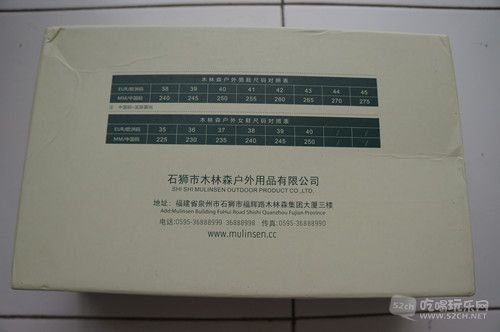 木林森户外男鞋尺码对照表
EUR/欧洲码 38 39 40 41 42 43 44 45
MM/中国码 240 245 250 255 260 265 270 275
木林森户外女鞋尺码对照表
EUR/欧洲码 35 36 37 38 39 40 / /
MM/中国码 225 230 235 240 245 250 / /
石狮市木林森户外用品有限公司
SHI SHI MULINSEN OUTDOOR PRODUCT CO.,LTD.
地址：福建省泉州市石狮市福辉路木林森集团大厦三楼
Add:Mulinsen Building FuHui Road Shishi Quanzhou Fujian Province
电话:0595-36888999 36888998 传真:0595-36888990
www.mulinsen.cc
52ch 吃喝玩乐网
WWW.52CH.NET